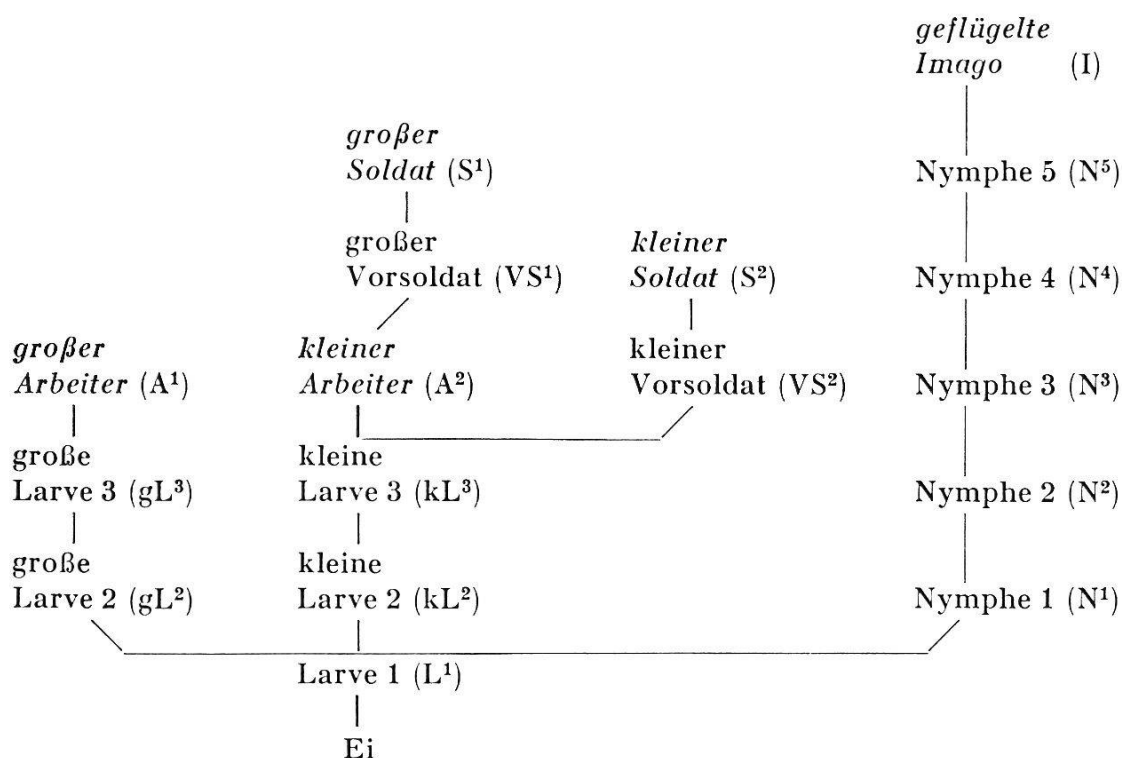 geflügelte
Imago (I)
großer
Soldat (S¹)
Nymphe 5 (N⁵)
großer
Vorsoldat (VS¹)
kleiner
Soldat (S²)
Nymphe 4 (N⁴)
großer
Arbeiter (A¹)
kleiner
Arbeiter (A²)
kleiner
Vorsoldat (VS²)
Nymphe 3 (N³)
große
Larve 3 (gL³)
kleine
Larve 3 (kL³)
Nymphe 2 (N²)
große
Larve 2 (gL²)
kleine
Larve 2 (kL²)
Nymphe 1 (N¹)
Larve 1 (L¹)
Ei